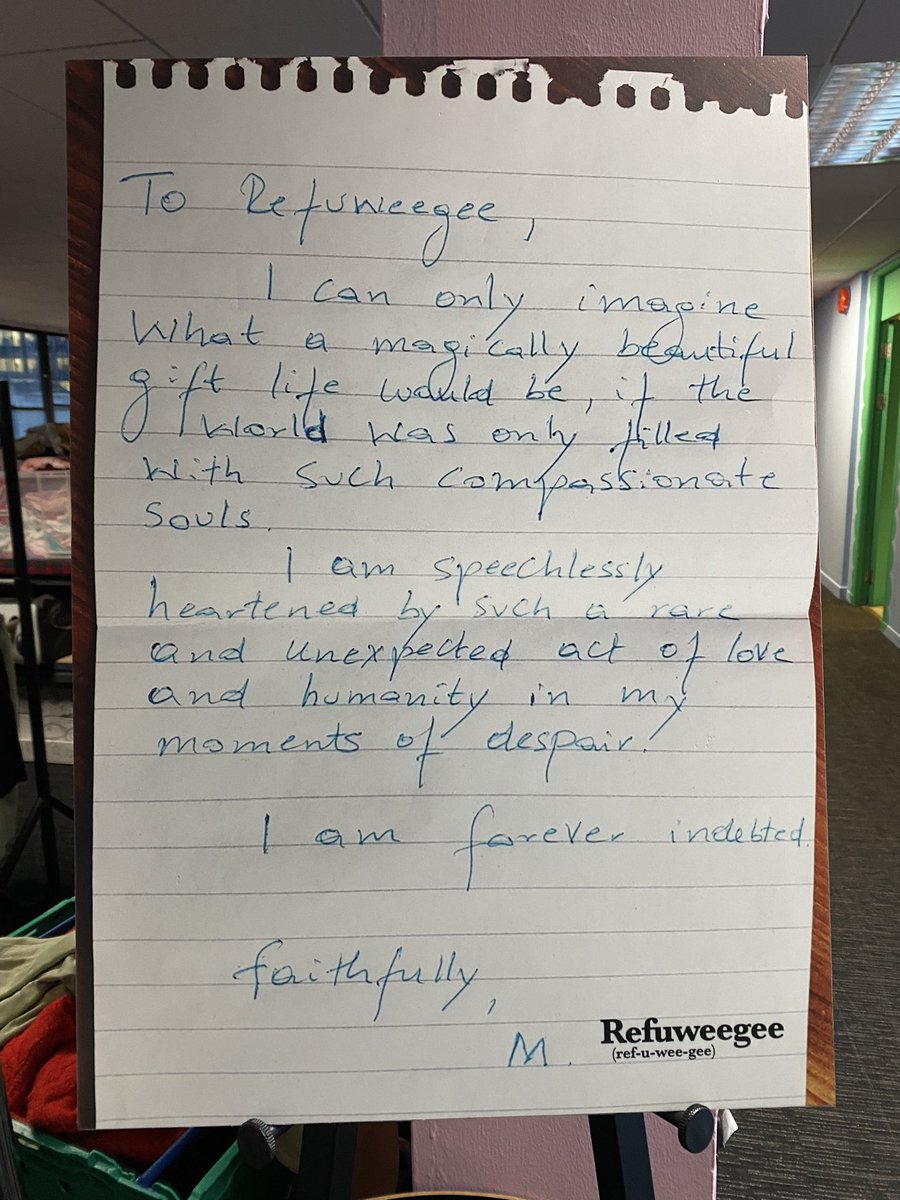 To Refuweegee,
I can only imagine
What a magically beautiful
gift life would be, if the
World was only filled
With such compassionate
souls.
I am speechlessly
heartened by such a rare
and unexpected act of love
and humanity in my
moments of despair.
I am forever indebted.
faithfully,
M.
Refuweegee
(ref-u-wee-gee)